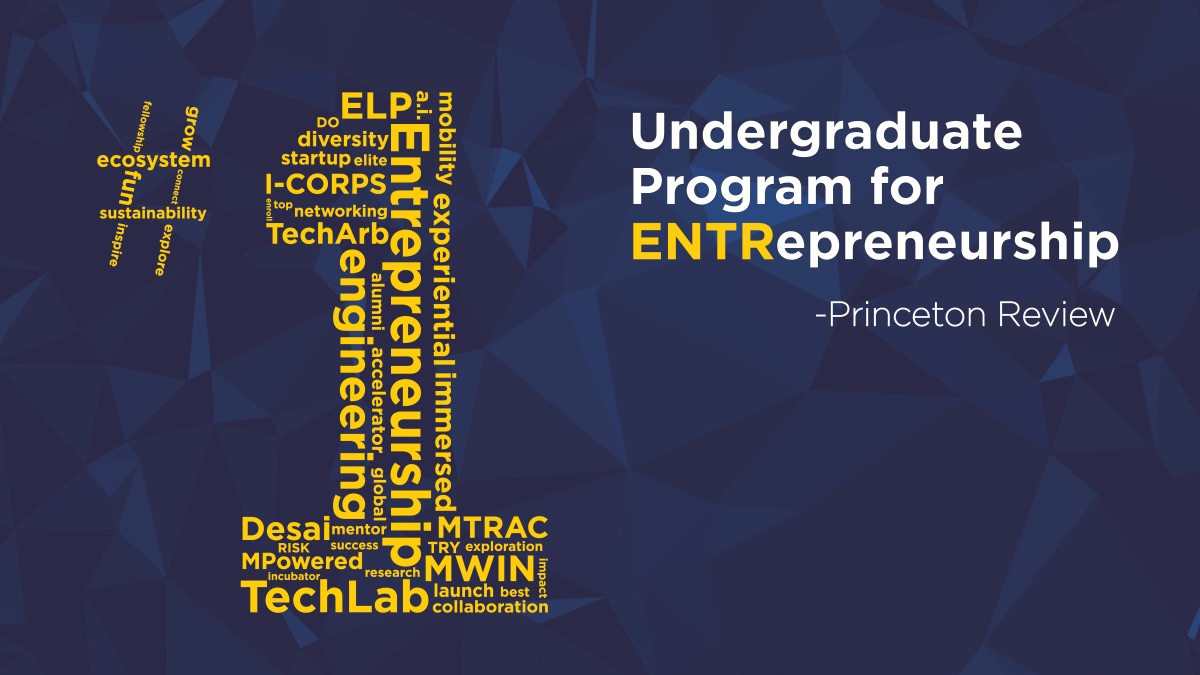 fellowship
grow
ecosystem
fun
connect
sustainability
inspire
explore
ELP
a.i.
mobility
DO
diversity
Entrepreneurship
startup elite
I-CORPS
experiential
enroll
top networking
TechArb
engineering
alumni
accelerator
immersed
global
Desai
mentor
MTRAC
RISK
success
TRY exploration
MPowered
MWIN
incubator
research
impact
TechLab
launch best
collaboration
Undergraduate
Program for
ENTRepreneurship
-Princeton Review